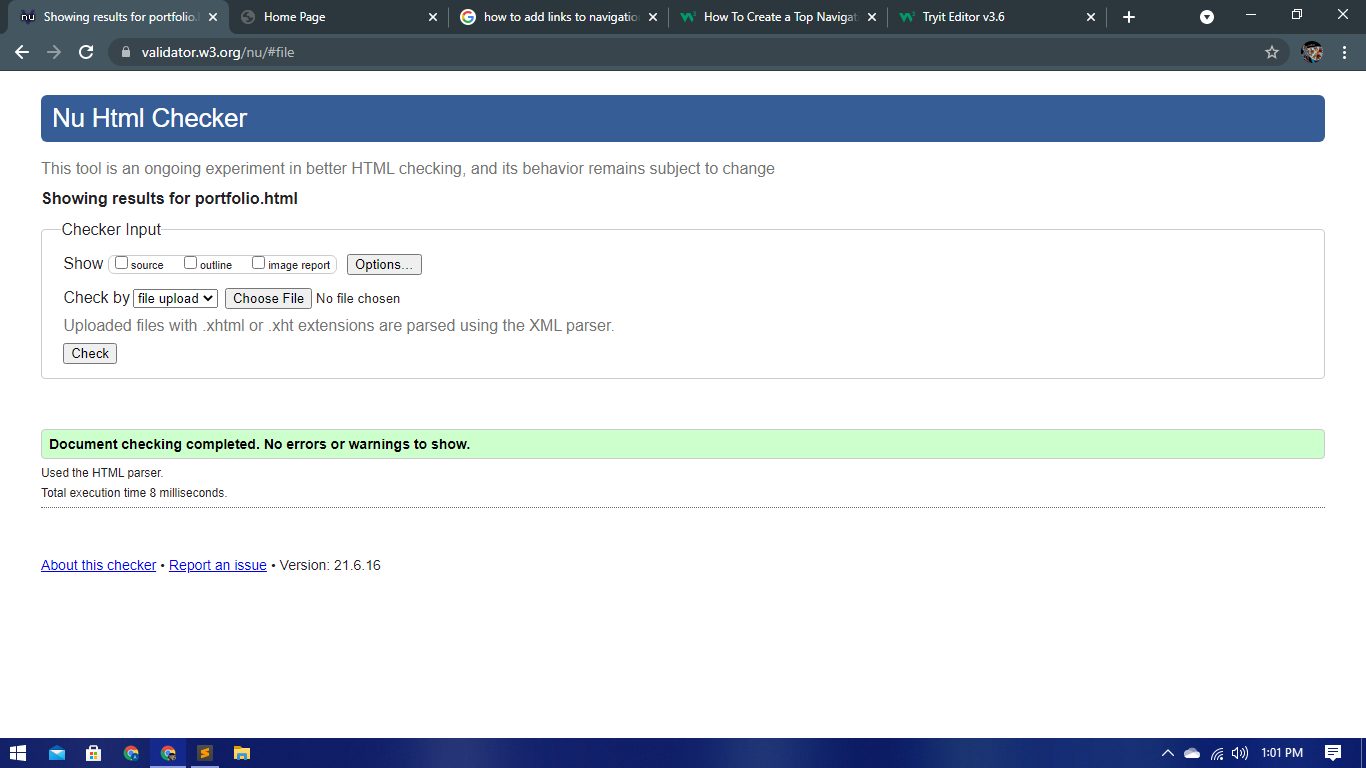 nu Showing results for portfolio. Home Page how to add links to navigatio How To Create a Top Navigat Tryit Editor v3.6
validator.w3.org/nu/#file
Nu Html Checker
This tool is an ongoing experiment in better HTML checking, and its behavior remains subject to change
Showing results for portfolio.html
Checker Input
Show source outline image report Options...
Check by file upload Choose File No file chosen
Uploaded files with .xhtml or .xht extensions are parsed using the XML parser.
Check
Document checking completed. No errors or warnings to show.
Used the HTML parser.
Total execution time 8 milliseconds.
About this checker • Report an issue • Version: 21.6.16
1:01 PM